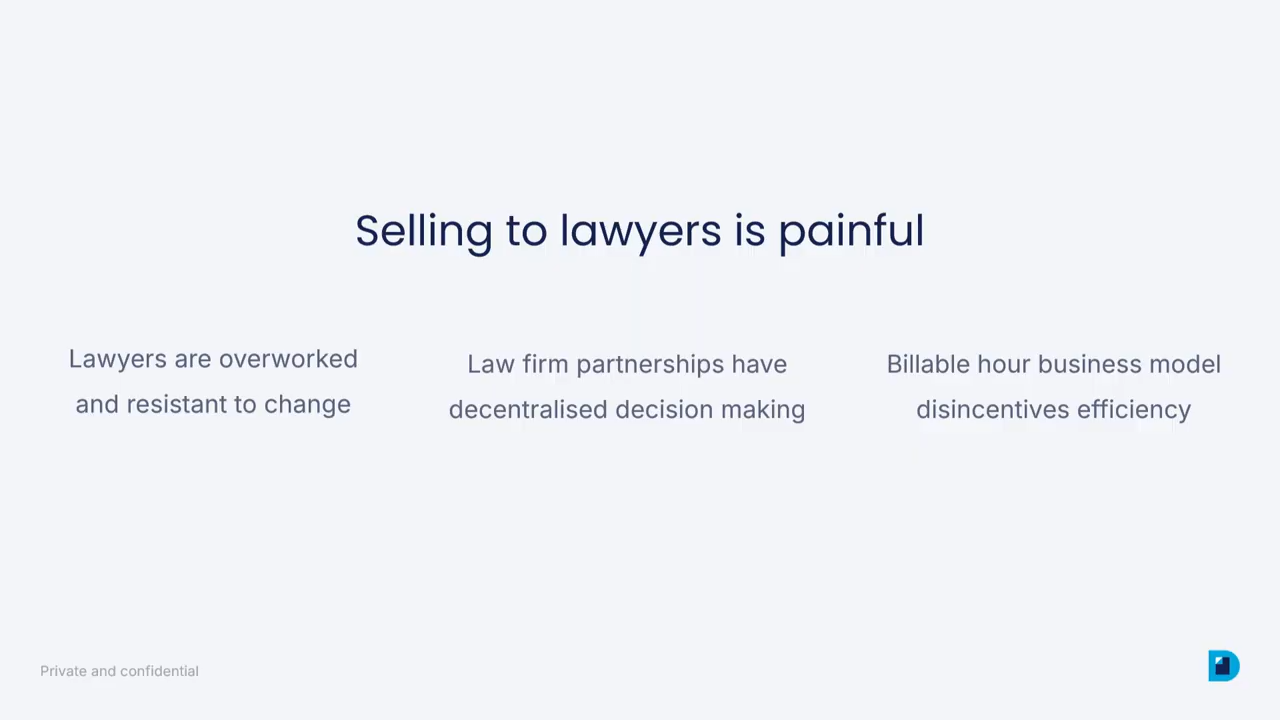 Selling to lawyers is painful
Lawyers are overworked
and resistant to change
Law firm partnerships have
decentralised decision making
Billable hour business model
disincentives efficiency
Private and confidential